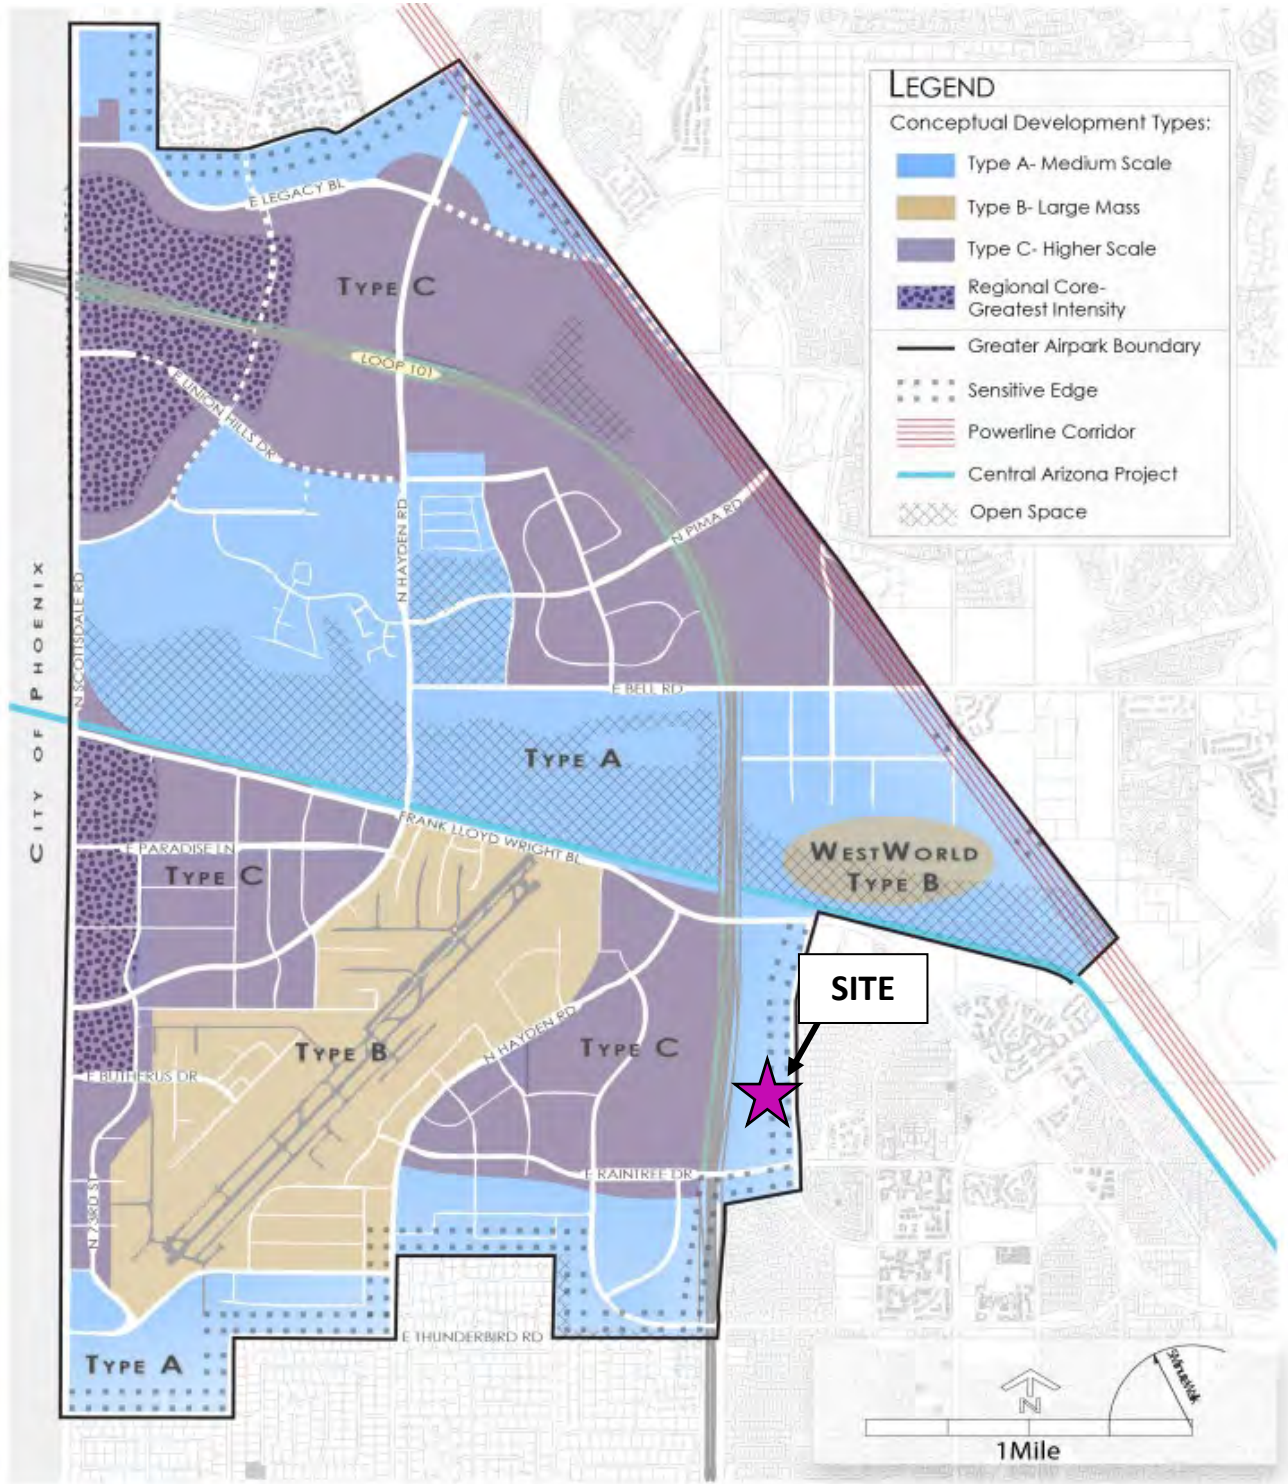 LEGEND
Conceptual Development Types:
Type A- Medium Scale
Type B- Large Mass
Type C- Higher Scale
Regional Core-
Greatest Intensity
Greater Airpark Boundary
Sensitive Edge
Powerline Corridor
Central Arizona Project
Open Space
E LEGACY BL
TYPE C
LOOP 101
E UNION HILLS DR
N HAYDEN RD
N PIMA RD
CITY OF PHOENIX
N SCOTTSDALE RD
E BELL RD
TYPE A
FRANK LLOYD WRIGHT BL
E PARADISE LN
TYPE C
WESTWORLD
TYPE B
SITE
N HAYDEN RD
TYPE C
TYPE B
E BUTHERUS DR
E RAINTREE DR
N 73RD ST
E THUNDERBIRD RD
TYPE A
5 Minute Walk
N
1Mile